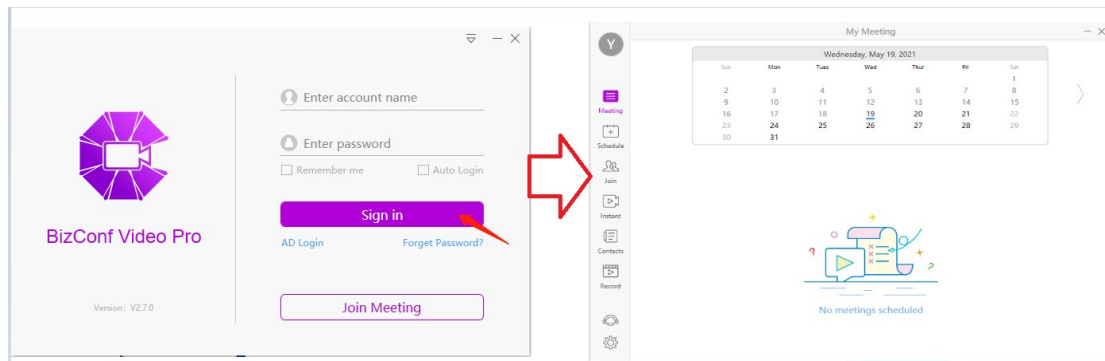 Enter account name
Enter password
Remember me
Auto Login
Sign in
AD Login
Forget Password?
Join Meeting
BizConf Video Pro
Version: V2.7.0
Y
Meeting
Schedule
Join
Instant
Contacts
Record
My Meeting
Wednesday, May 19, 2021
Sun Mon Tues Wed Thur Fri Sat
1
2 3 4 5 6 7 8
9 10 11 12 13 14 15
16 17 18 19 20 21 22
23 24 25 26 27 28 29
30 31
No meetings scheduled